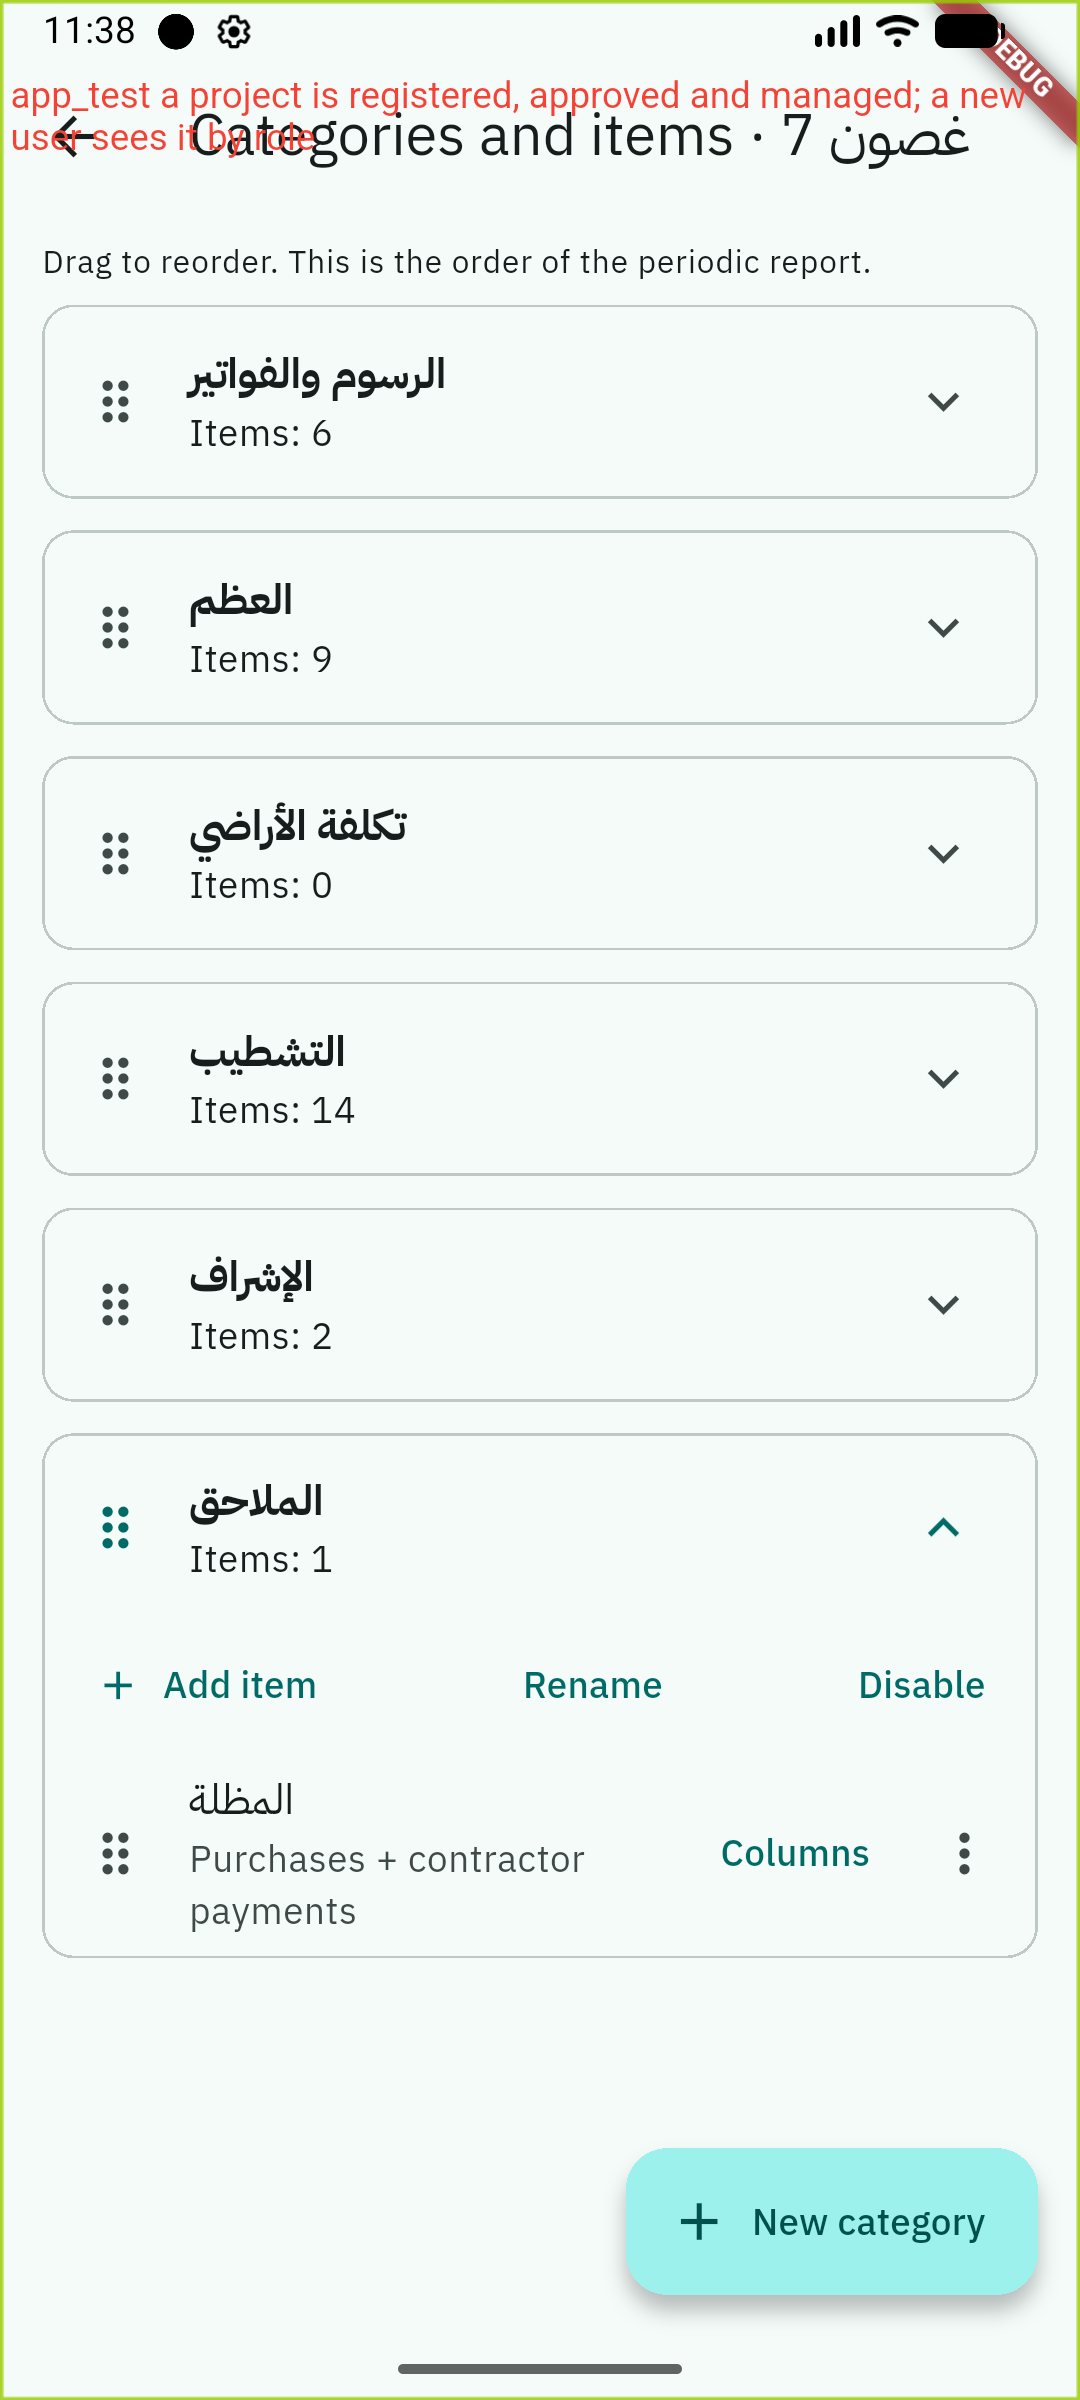 11:38
DEBUG
app_test a project is registered, approved and managed; a new
user sees it by role
Categories and items · 7 غصون
Drag to reorder. This is the order of the periodic report.
الرسوم والفواتير
Items: 6
العظم
Items: 9
تكلفة الأراضي
Items: 0
التشطيب
Items: 14
الإشراف
Items: 2
الملاحق
Items: 1
Add item
Rename
Disable
المظلة
Purchases + contractor
payments
Columns
New category